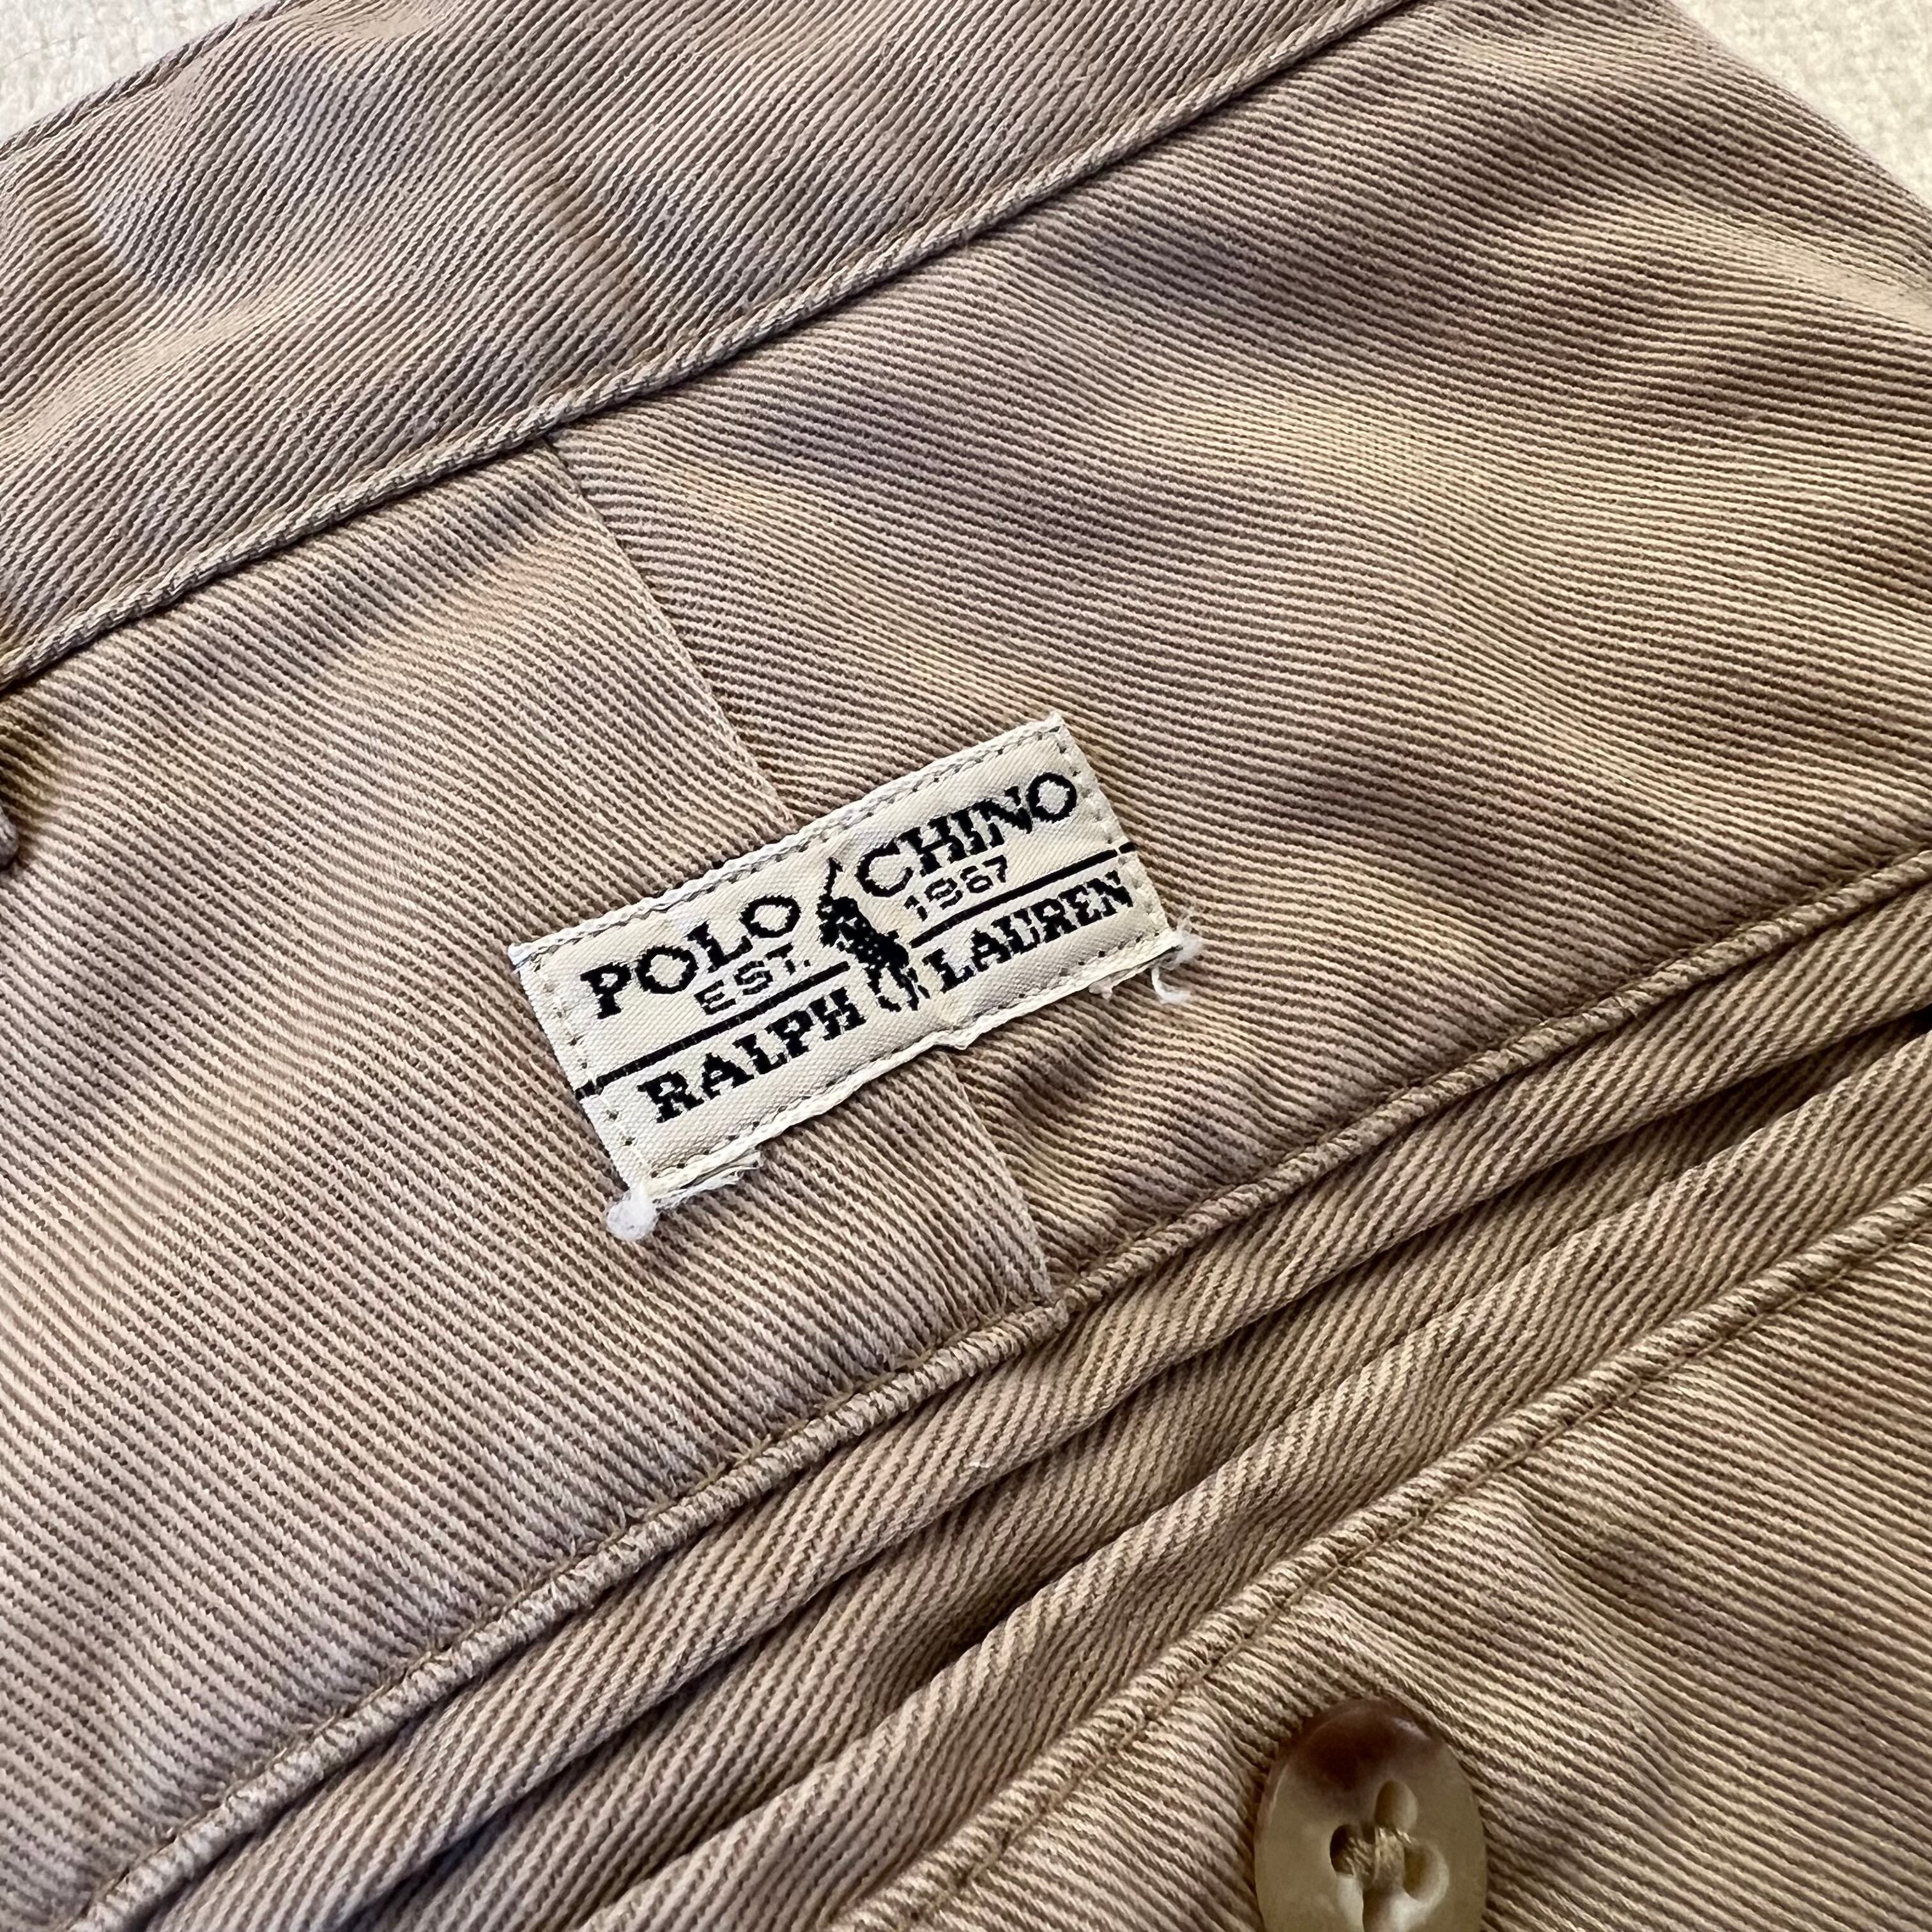 POLO CHINO
EST. 1967
RALPH LAUREN